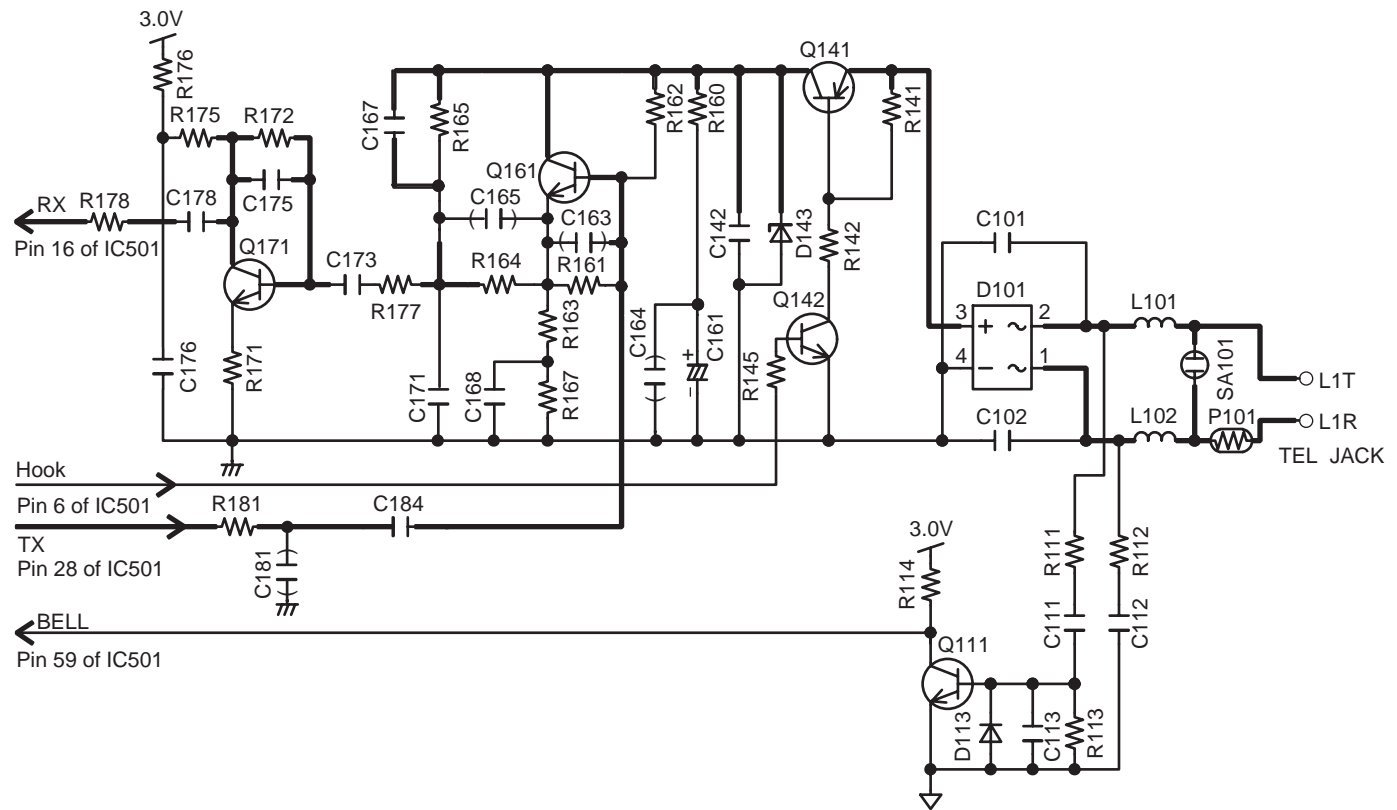 3.0V
Q141
R176
R175
R172
C167
R165
R162
R160
R141
Q161
C165
C163
C142
D143
RX
R178
C178
C175
C101
Pin 16 of IC501
Q171
C173
R177
R164
R161
R142
Q142
D101
L101
3
+
~
2
4
−
~
1
SA101
L1T
C176
R171
C171
C168
R163
R167
C164
+
−
C161
R145
C102
L102
P101
L1R
TEL JACK
Hook
Pin 6 of IC501
R181
C184
TX
Pin 28 of IC501
C181
3.0V
R114
R111
R112
BELL
C111
C112
Pin 59 of IC501
Q111
D113
C113
R113